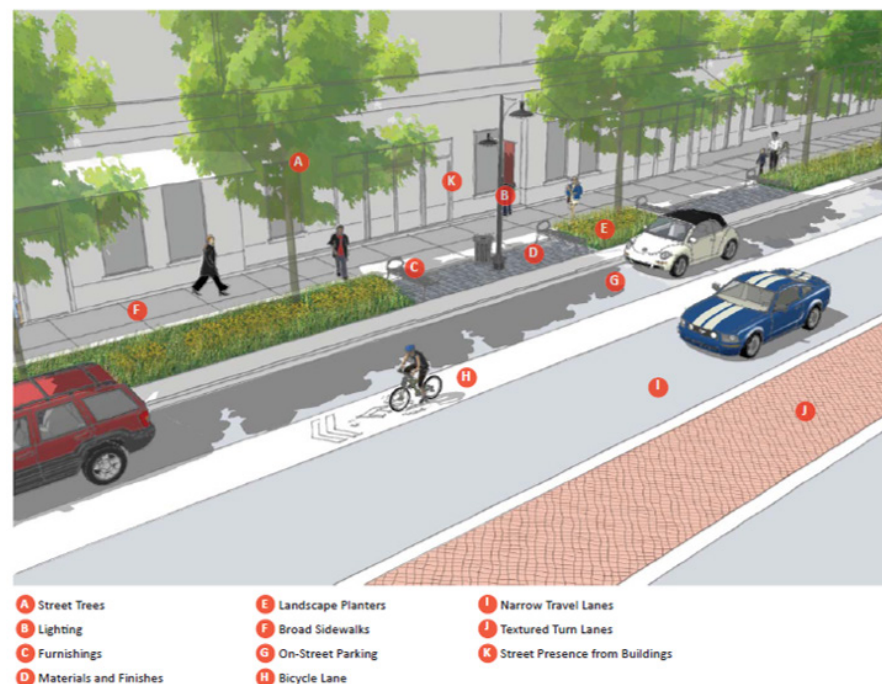 A
K
B
E
D
C
G
F
H
I
J
A Street Trees
B Lighting
C Furnishings
D Materials and Finishes
E Landscape Planters
F Broad Sidewalks
G On-Street Parking
H Bicycle Lane
I Narrow Travel Lanes
J Textured Turn Lanes
K Street Presence from Buildings